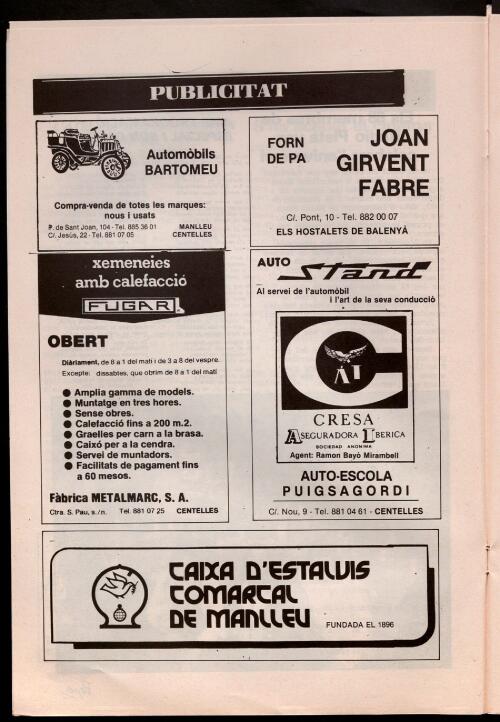 PUBLICITAT
Automòbils
BARTOMEU
Compra-venda de totes les marques:
nous i usats
P. de Sant Joan, 104 - Tel. 885 36 01 MANLLEU
C/. Jesús, 22 - Tel. 881 07 05 CENTELLES
FORN
DE PA
JOAN
GIRVENT
FABRE
C/. Pont, 10 - Tel. 882 00 07
ELS HOSTALETS DE BALENYÁ
xemeneies
amb calefacció
FUGAR
OBERT
Diàriament, de 8 a 1 del matí i de 3 a 8 del vespre.
Excepte: dissabtes, que obrim de 8 a 1 del matí
● Amplia gamma de models.
● Muntatge en tres hores.
● Sense obres.
● Calefacció fins a 200 m.2.
● Graelles per carn a la brasa.
● Caixó per a la cendra.
● Servei de muntadors.
● Facilitats de pagament fins
a 60 mesos.
Fàbrica METALMARC, S. A.
Ctra. S. Pau, s./n. Tel. 881 07 25 CENTELLES
AUTO Stand
Al servei de l'automòbil
i l'art de la seva conducció
C
AI
CRESA
ASEGURADORA IBERICA
SOCIEDAD ANONIMA
Agent: Ramon Bayò Mirambell
AUTO-ESCOLA
PUIGSAGORDI
C/. Nou, 9 - Tel. 881 04 61 - CENTELLES
CAIXA D'ESTALVIS
COMARCAL
DE MANLLEU
FUNDADA EL 1896